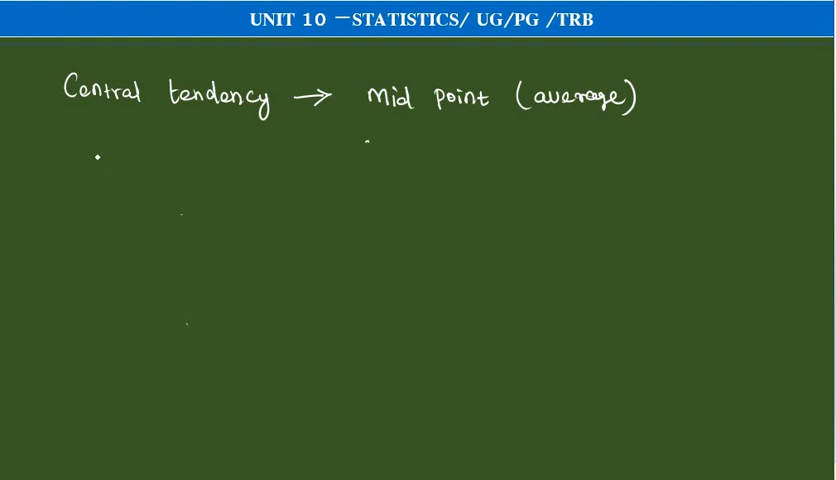 UNIT 10 –STATISTICS/ UG/PG /TRB
Central tendency → Mid point (average)